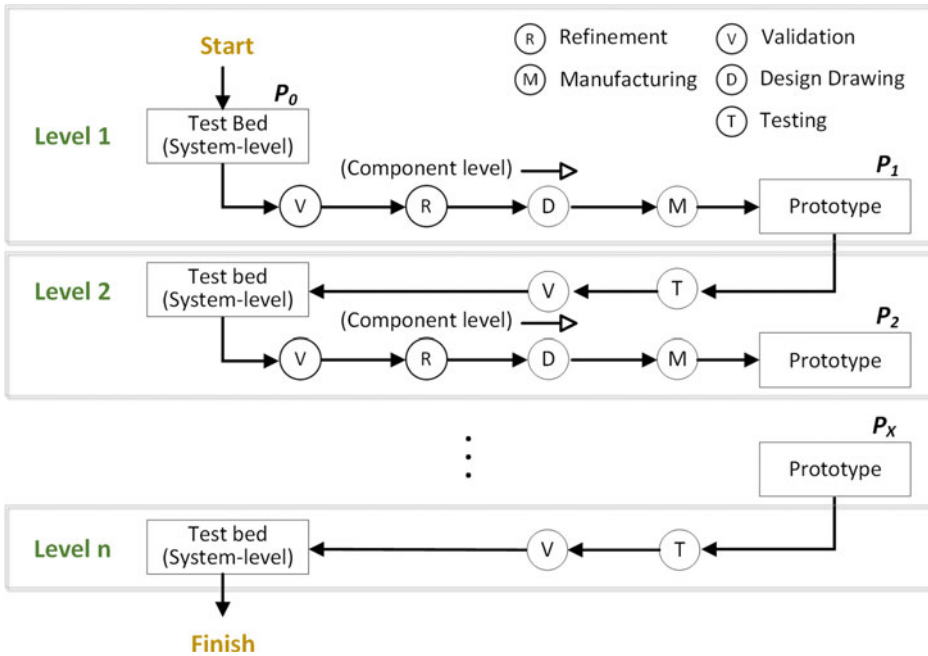 Start
R Refinement
V Validation
M Manufacturing
D Design Drawing
T Testing
Level 1
P0
Test Bed
(System-level)
(Component level)
V
R
D
M
P1
Prototype
Level 2
Test bed
(System-level)
V
T
(Component level)
V
R
D
M
P2
Prototype
PX
Prototype
Level n
Test bed
(System-level)
V
T
Finish